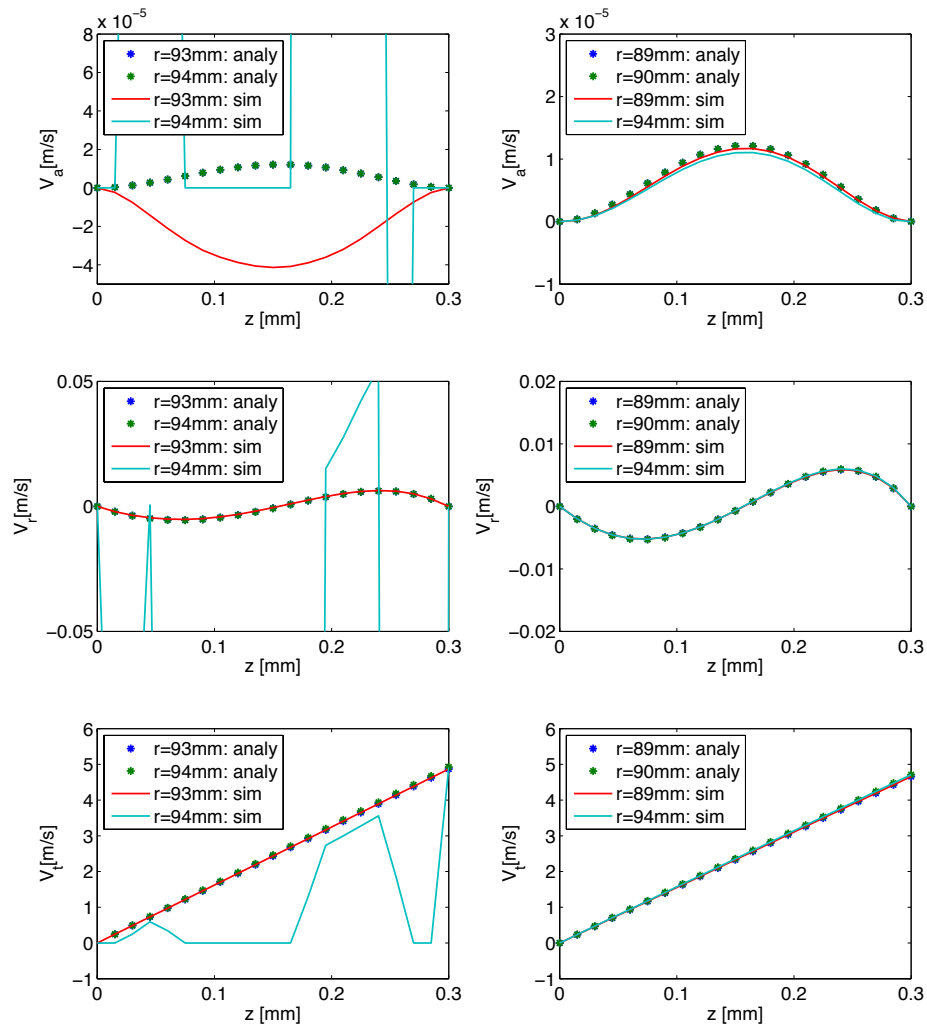 x 10⁻⁵
8
6
4
2
0
−2
−4
V_a[m/s]
r=93mm: analy
r=94mm: analy
r=93mm: sim
r=94mm: sim
0 0.1 0.2 0.3
z [mm]
x 10⁻⁵
3
2
1
0
−1
V_a[m/s]
r=89mm: analy
r=90mm: analy
r=89mm: sim
r=94mm: sim
0 0.1 0.2 0.3
z [mm]
0.05
0
−0.05
V_r[m/s]
r=93mm: analy
r=94mm: analy
r=93mm: sim
r=94mm: sim
0 0.1 0.2 0.3
z [mm]
0.02
0.01
0
−0.01
−0.02
V_r[m/s]
r=89mm: analy
r=90mm: analy
r=89mm: sim
r=94mm: sim
0 0.1 0.2 0.3
z [mm]
6
5
4
3
2
1
0
−1
V_t[m/s]
r=93mm: analy
r=94mm: analy
r=93mm: sim
r=94mm: sim
0 0.1 0.2 0.3
z [mm]
6
5
4
3
2
1
0
−1
V_t[m/s]
r=89mm: analy
r=90mm: analy
r=89mm: sim
r=94mm: sim
0 0.1 0.2 0.3
z [mm]